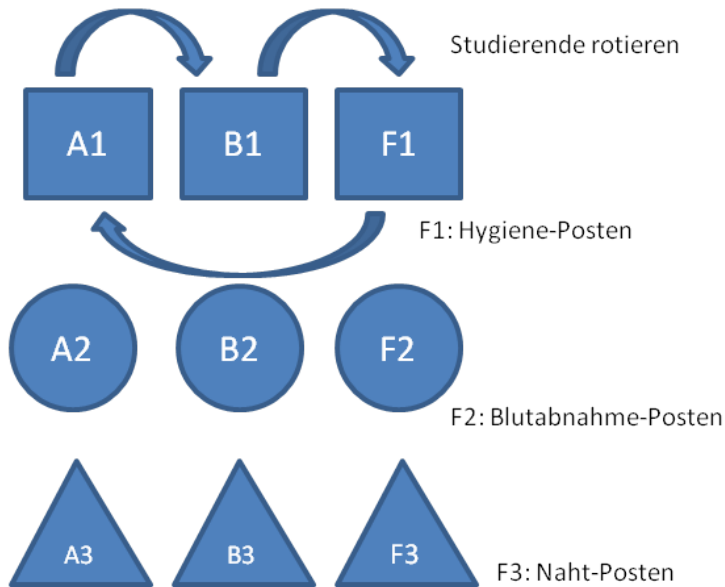 Studierende rotieren
A1 B1 F1
F1: Hygiene-Posten
A2 B2 F2
F2: Blutabnahme-Posten
A3 B3 F3
F3: Naht-Posten